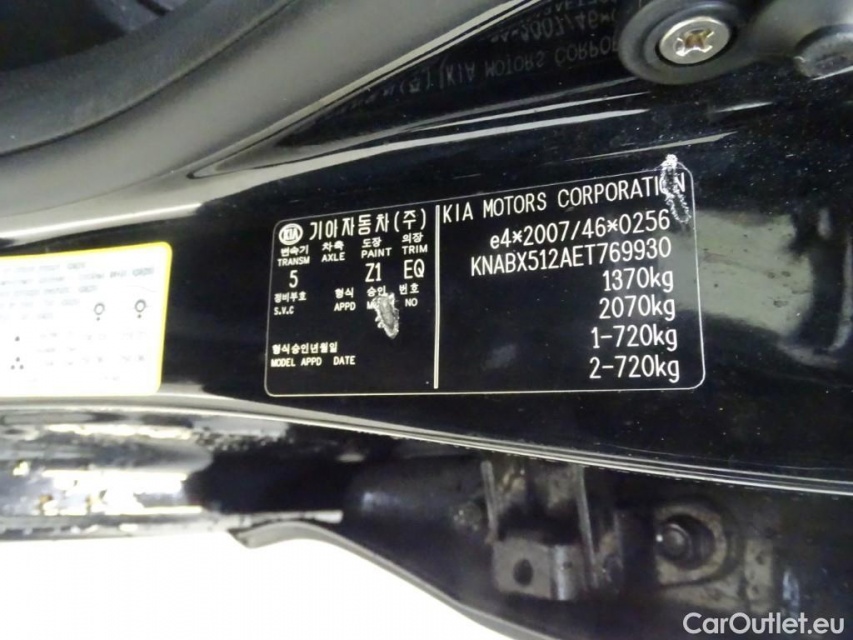 KIA 기아자동차(주)
변속기 차축 도장 의장
TRANSM AXLE PAINT TRIM
5 Z1 EQ
정비부호 형식 승인 번호
S.V.C APPD NO
형식승인년월일
MODEL APPD DATE
KIA MOTORS CORPORATION
e4*2007/46*0256
KNABX512AET769930
1370kg
2070kg
1-720kg
2-720kg
CarOutlet.eu